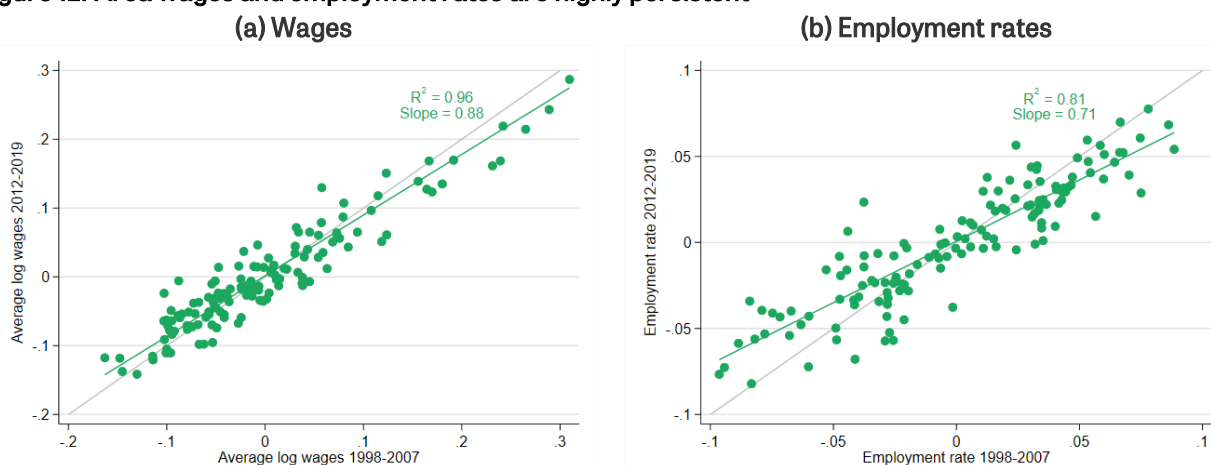 (a) Wages
(b) Employment rates
.3
.2
.1
0
-.1
-.2
Average log wages 2012-2019
R² = 0.96
Slope = 0.88
-.2
-.1
0
.1
.2
.3
Average log wages 1998-2007
.1
.05
0
-.05
-.1
Employment rate 2012-2019
R² = 0.81
Slope = 0.71
-.1
-.05
0
.05
.1
Employment rate 1998-2007